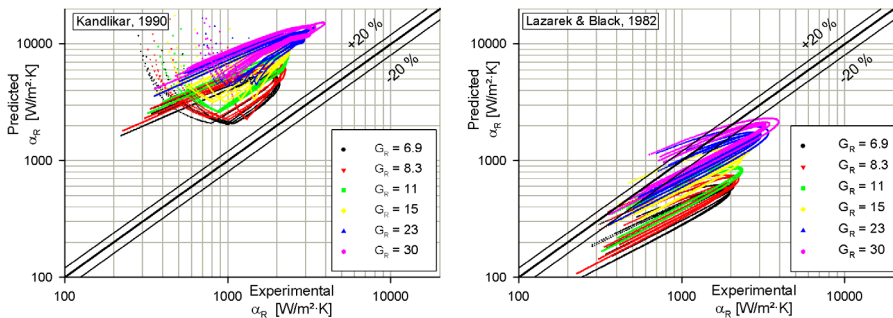 Kandlikar, 1990
10000
1000
100
Predicted
α_R [W/m²·K]
+20 %
-20 %
G_R = 6.9
G_R = 8.3
G_R = 11
G_R = 15
G_R = 23
G_R = 30
100
1000
10000
Experimental
α_R [W/m²·K]
Lazarek & Black, 1982
10000
1000
100
Predicted
α_R [W/m²·K]
+20 %
-20 %
G_R = 6.9
G_R = 8.3
G_R = 11
G_R = 15
G_R = 23
G_R = 30
100
1000
10000
Experimental
α_R [W/m²·K]